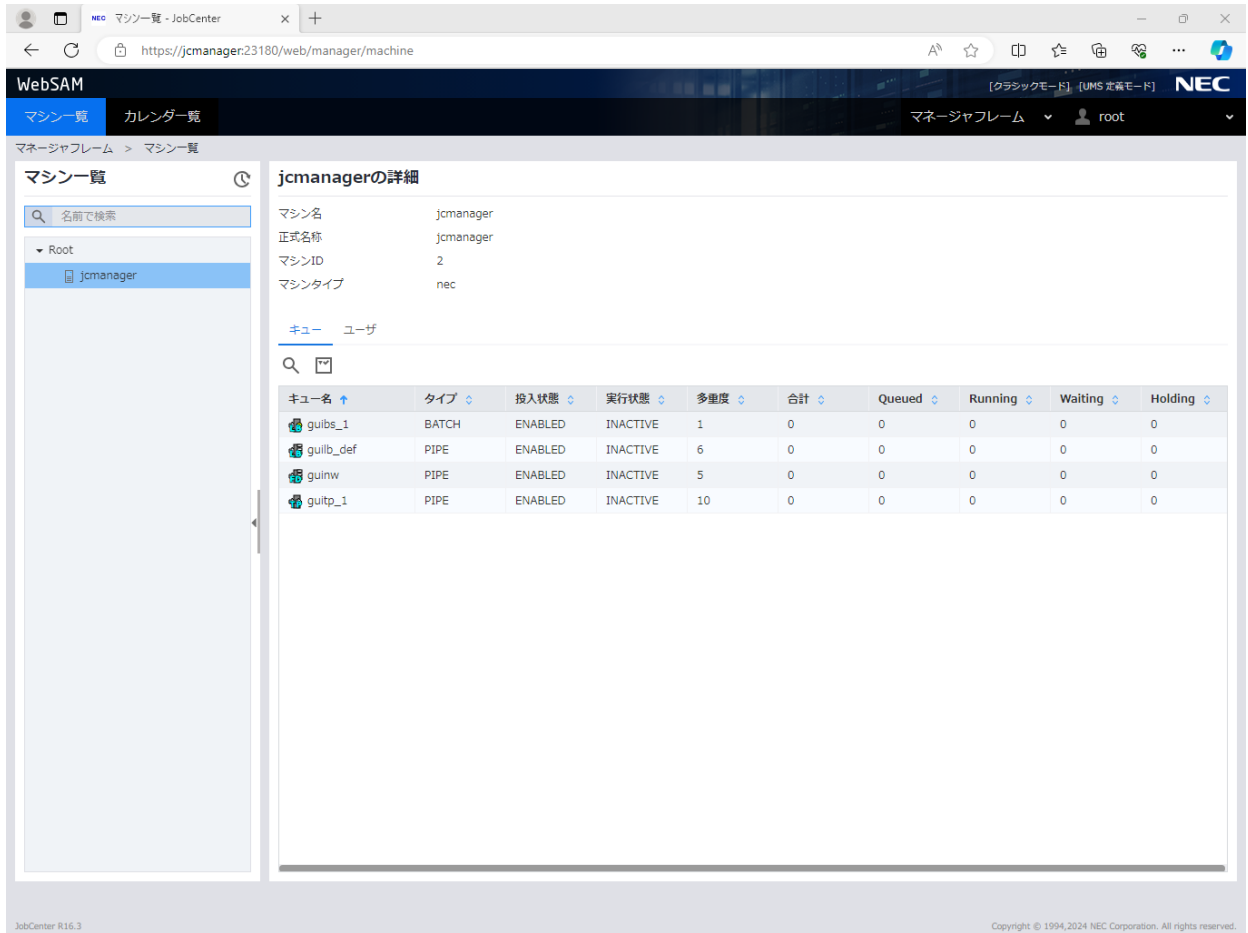 NEC マシン一覧 - JobCenter
https://jcmanager:23180/web/manager/machine
WebSAM
[クラシックモード] [UMS 定義モード] NEC
マシン一覧 カレンダ一覧 マネージャフレーム root
マネージャフレーム > マシン一覧
マシン一覧
名前で検索
Root
jcmanager
jcmanagerの詳細
マシン名 jcmanager
正式名称 jcmanager
マシンID 2
マシンタイプ nec
キュー ユーザ
キュー名 タイプ 投入状態 実行状態 多重度 合計 Queued Running Waiting Holding
guibs_1 BATCH ENABLED INACTIVE 1 0 0 0 0 0
guilb_def PIPE ENABLED INACTIVE 6 0 0 0 0 0
guinw PIPE ENABLED INACTIVE 5 0 0 0 0 0
guitp_1 PIPE ENABLED INACTIVE 10 0 0 0 0 0
JobCenter R16.3 Copyright © 1994,2024 NEC Corporation. All rights reserved.